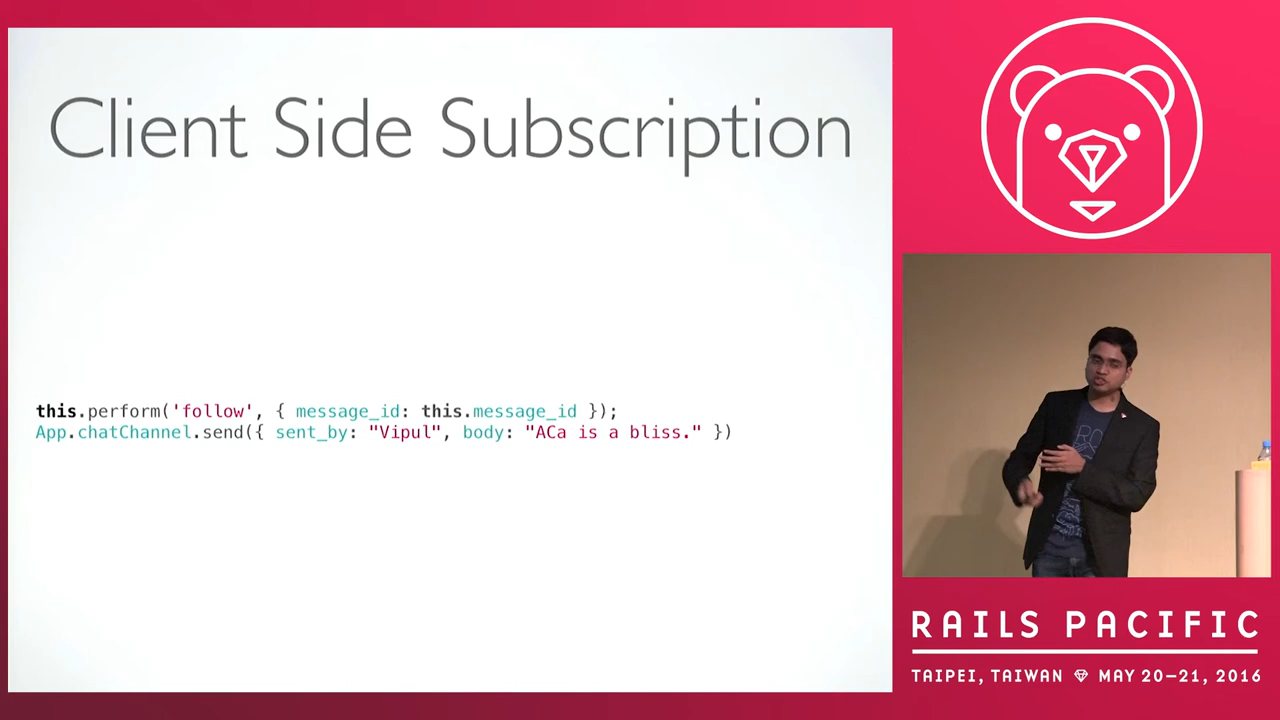 Client Side Subscription
this.perform('follow', { message_id: this.message_id });
App.chatChannel.send({ sent_by: "Vipul", body: "ACa is a bliss." })
RAILS PACIFIC
TAIPEI, TAIWAN MAY 20–21, 2016